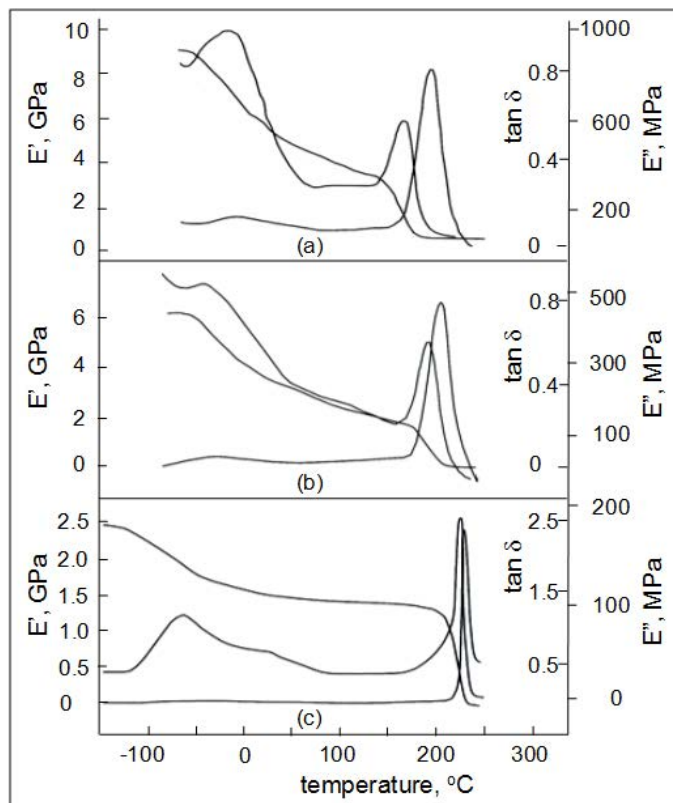 10
8
6
4
2
0
E', GPa
tan δ
0.8
0.4
0
1000
600
200
E'', MPa
(a)
6
4
2
0
E', GPa
tan δ
0.8
0.4
0
500
300
100
E'', MPa
(b)
2.5
2.0
1.5
1.0
0.5
0
E', GPa
tan δ
2.5
1.5
0.5
200
100
0
E'', MPa
(c)
-100 0 100 200 300
temperature, °C